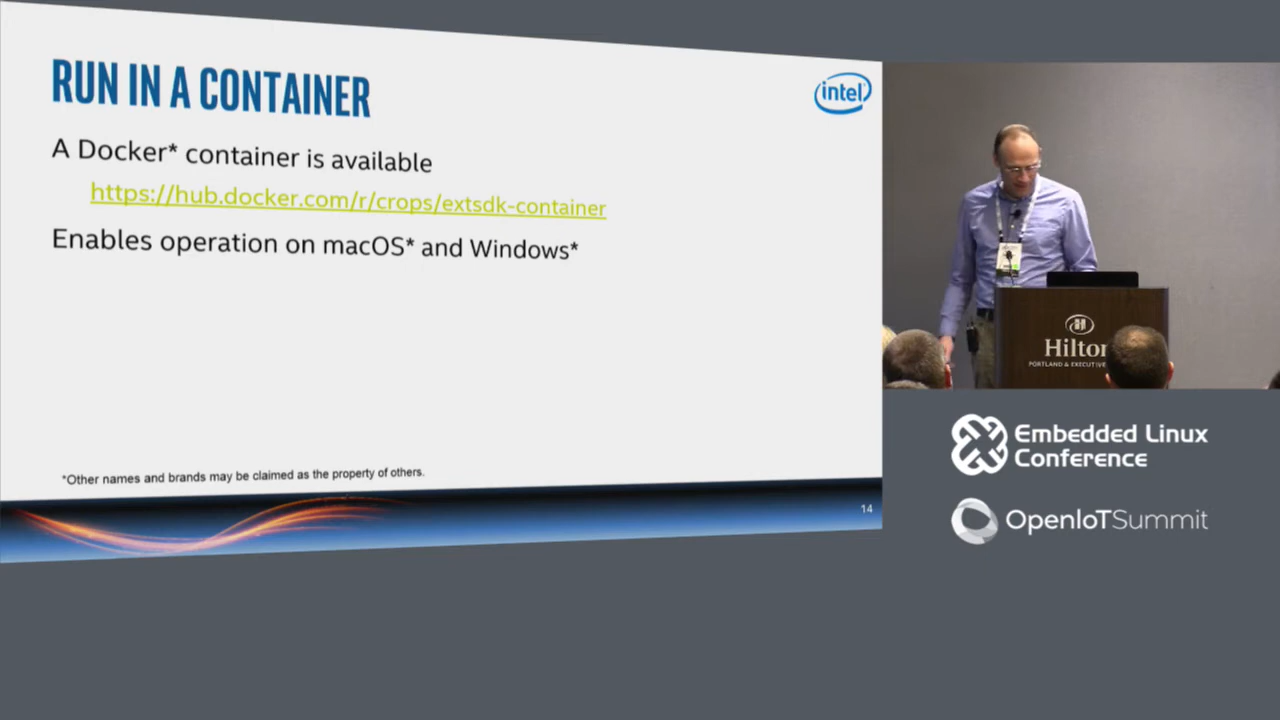 RUN IN A CONTAINER
intel
A Docker* container is available
https://hub.docker.com/r/crops/extsdk-container
Enables operation on macOS* and Windows*
*Other names and brands may be claimed as the property of others.
14
Hilton
PORTLAND & EXECUTIVE
Embedded Linux
Conference
OpenIoTSummit